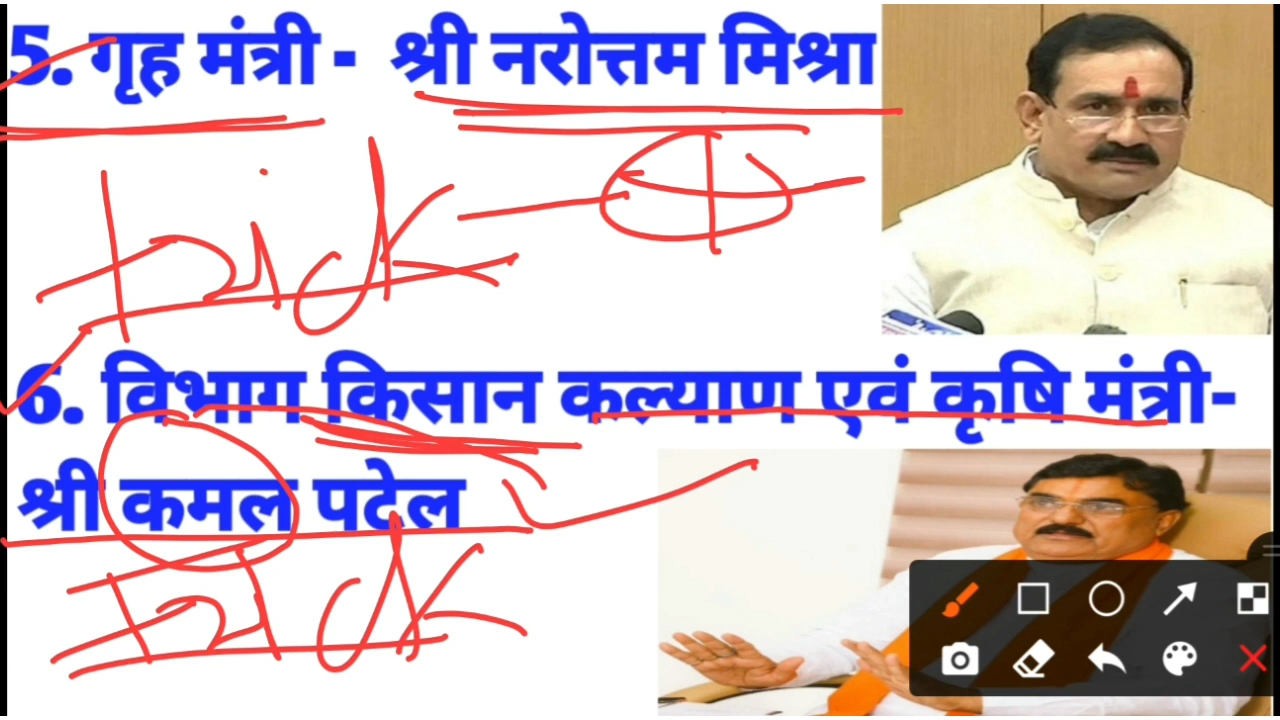 5. गृह मंत्री - श्री नरोत्तम मिश्रा
6. विभाग किसान कल्याण एवं कृषि मंत्री-
श्री कमल पटेल